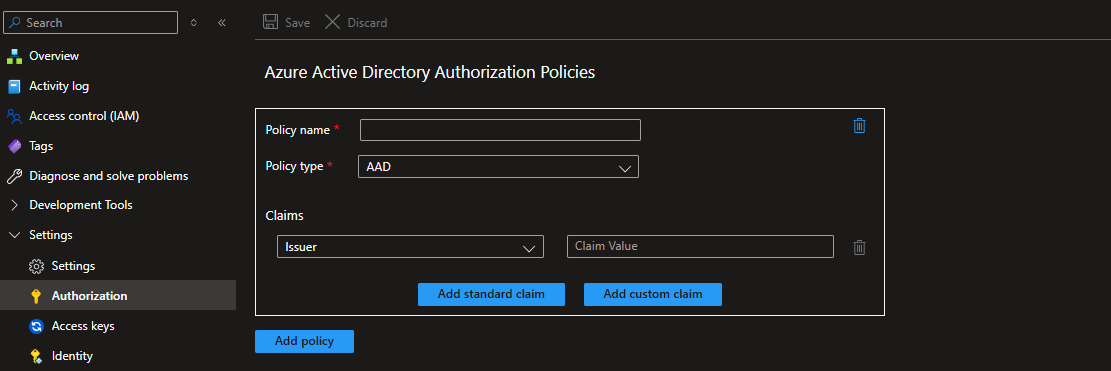 Search
Save
Discard
Overview
Activity log
Access control (IAM)
Tags
Diagnose and solve problems
Development Tools
Settings
Settings
Authorization
Access keys
Identity
Azure Active Directory Authorization Policies
Policy name *
Policy type * AAD
Claims
Issuer Claim Value
Add standard claim Add custom claim
Add policy